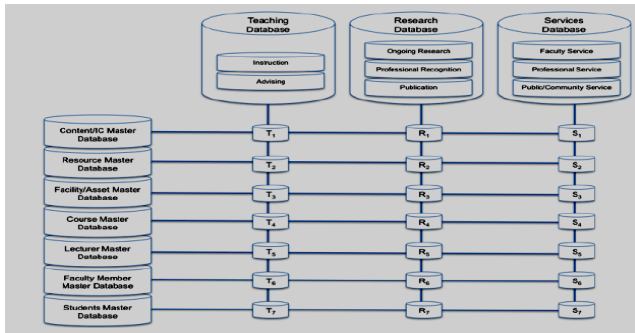 Teaching
Database
Research
Database
Services
Database
Instruction
Advising
Ongoing Research
Professional Recognition
Publication
Faculty Service
Professional Service
Public/Community Service
Content/IC Master
Database
T1 R1 S1
Resource Master
Database
T2 R2 S2
Facility/Asset Master
Database
T3 R3 S3
Course Master
Database
T4 R4 S4
Lecturer Master
Database
T5 R5 S5
Faculty Member
Master Database
T6 R6 S6
Students Master
Database
T7 R7 S7